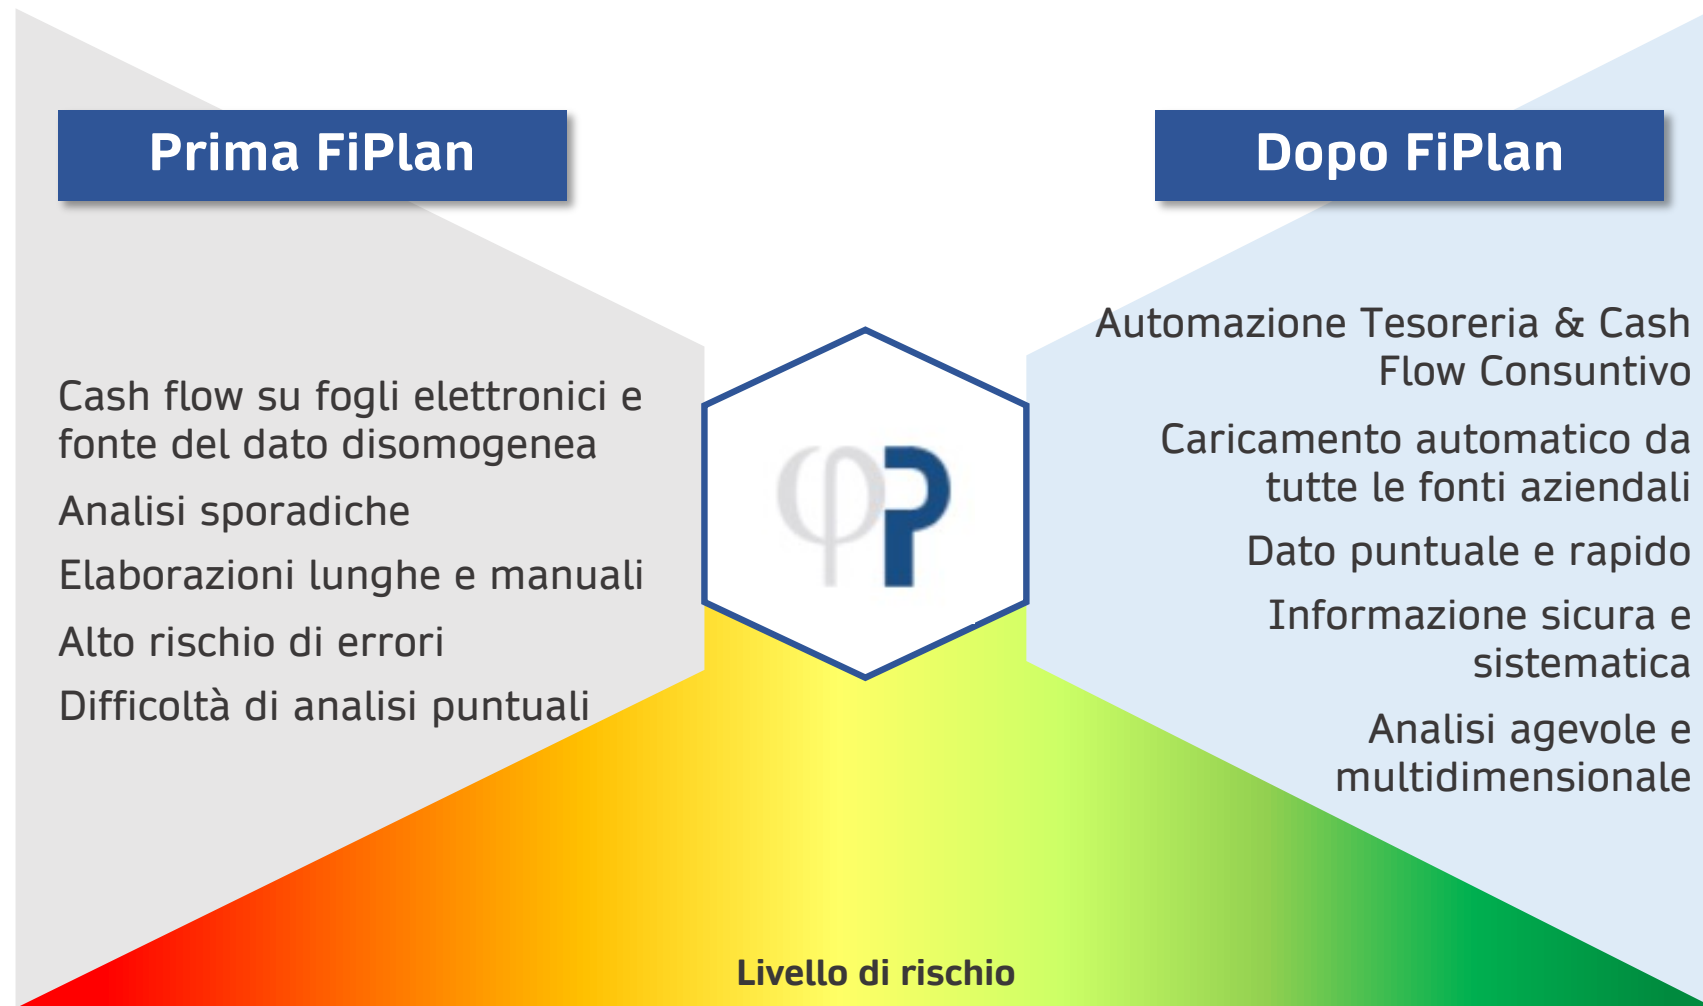 Prima FiPlan
Cash flow su fogli elettronici e
fonte del dato disomogenea
Analisi sporadiche
Elaborazioni lunghe e manuali
Alto rischio di errori
Difficoltà di analisi puntuali
φP
Dopo FiPlan
Automazione Tesoreria & Cash
Flow Consuntivo
Caricamento automatico da
tutte le fonti aziendali
Dato puntuale e rapido
Informazione sicura e
sistematica
Analisi agevole e
multidimensionale
Livello di rischio